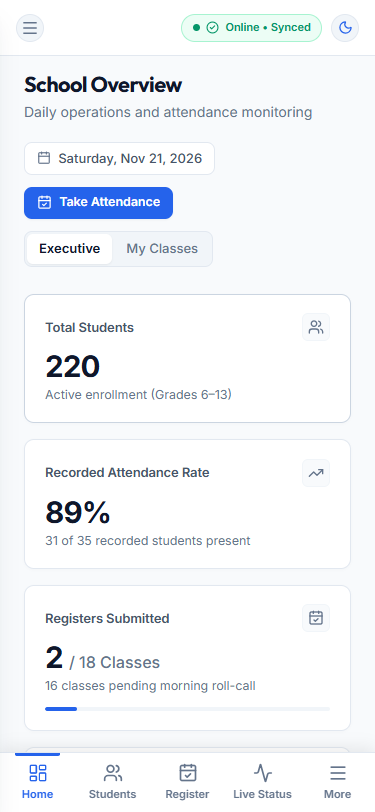 Online • Synced
School Overview
Daily operations and attendance monitoring
Saturday, Nov 21, 2026
Take Attendance
Executive My Classes
Total Students
220
Active enrollment (Grades 6–13)
Recorded Attendance Rate
89%
31 of 35 recorded students present
Registers Submitted
2 / 18 Classes
16 classes pending morning roll-call
Home Students Register Live Status More